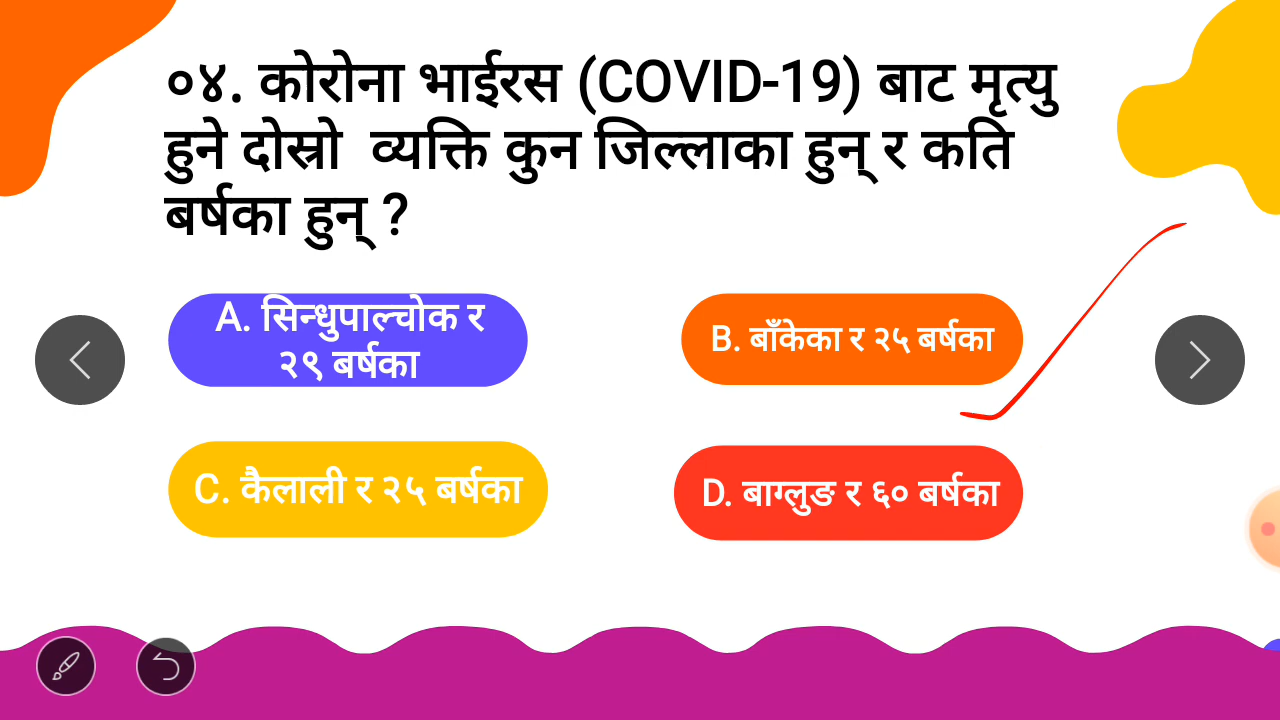 ०४. कोरोना भाईरस (COVID-19) बाट मृत्यु
हुने दोस्रो व्यक्ति कुन जिल्लाका हुन् र कति
बर्षका हुन् ?
A. सिन्धुपाल्चोक र
२९ बर्षका
B. बाँकेका र २५ बर्षका
C. कैलाली र २५ बर्षका
D. बाग्लुङ र ६० बर्षका